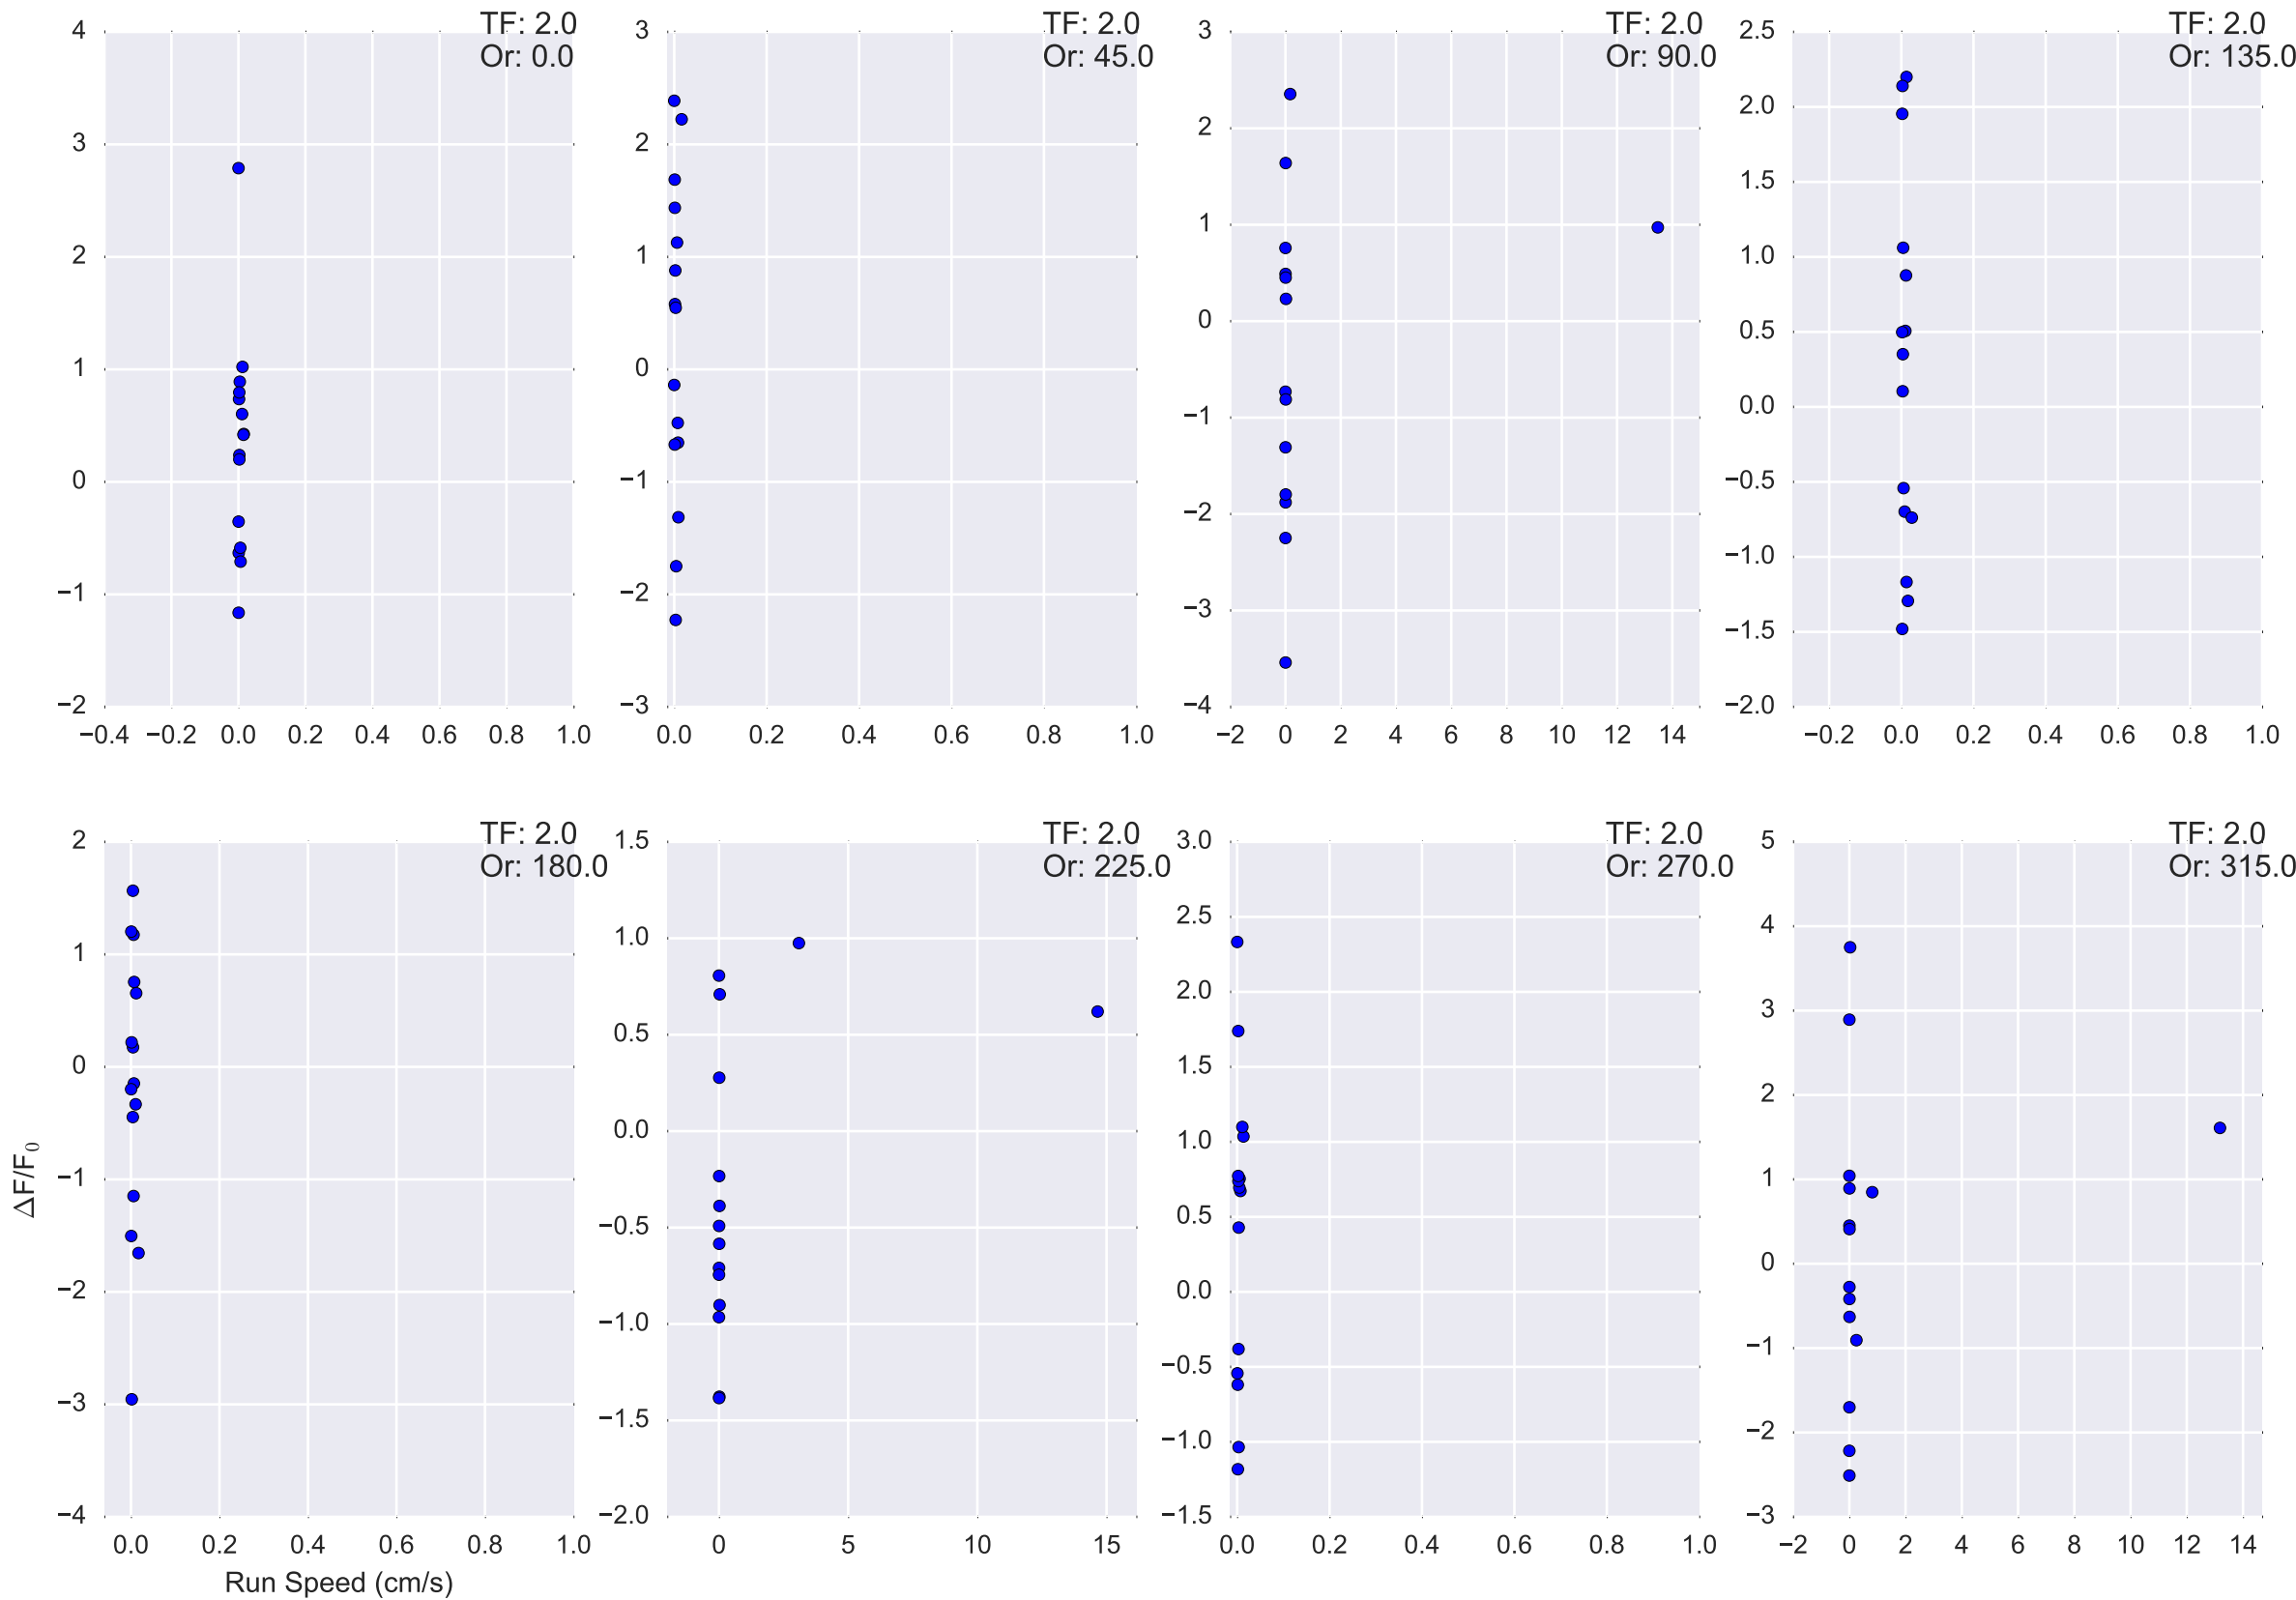 TF: 2.0
Or: 0.0
4
3
2
1
0
−1
−2
−0.4 −0.2 0.0 0.2 0.4 0.6 0.8 1.0
TF: 2.0
Or: 45.0
3
2
1
0
−1
−2
−3
0.0 0.2 0.4 0.6 0.8 1.0
TF: 2.0
Or: 90.0
3
2
1
0
−1
−2
−3
−4
−2 0 2 4 6 8 10 12 14
TF: 2.0
Or: 135.0
2.5
2.0
1.5
1.0
0.5
0.0
−0.5
−1.0
−1.5
−2.0
−0.2 0.0 0.2 0.4 0.6 0.8 1.0
TF: 2.0
Or: 180.0
2
1
0
−1
−2
−3
−4
ΔF/F₀
0.0 0.2 0.4 0.6 0.8 1.0
Run Speed (cm/s)
TF: 2.0
Or: 225.0
1.5
1.0
0.5
0.0
−0.5
−1.0
−1.5
−2.0
0 5 10 15
TF: 2.0
Or: 270.0
3.0
2.5
2.0
1.5
1.0
0.5
0.0
−0.5
−1.0
−1.5
0.0 0.2 0.4 0.6 0.8 1.0
TF: 2.0
Or: 315.0
5
4
3
2
1
0
−1
−2
−3
−2 0 2 4 6 8 10 12 14